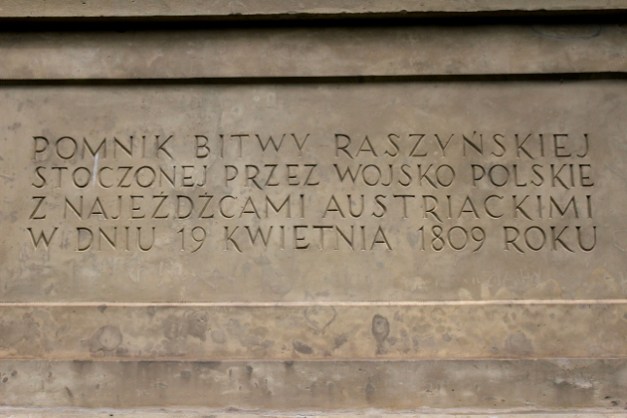 POMNIK BITWY RASZYŃSKIEJ
STOCZONEJ PRZEZ WOJSKO POLSKIE
Z NAJEŹDŹCAMI AUSTRIACKIMI
W DNIU 19 KWIETNIA 1809 ROKU